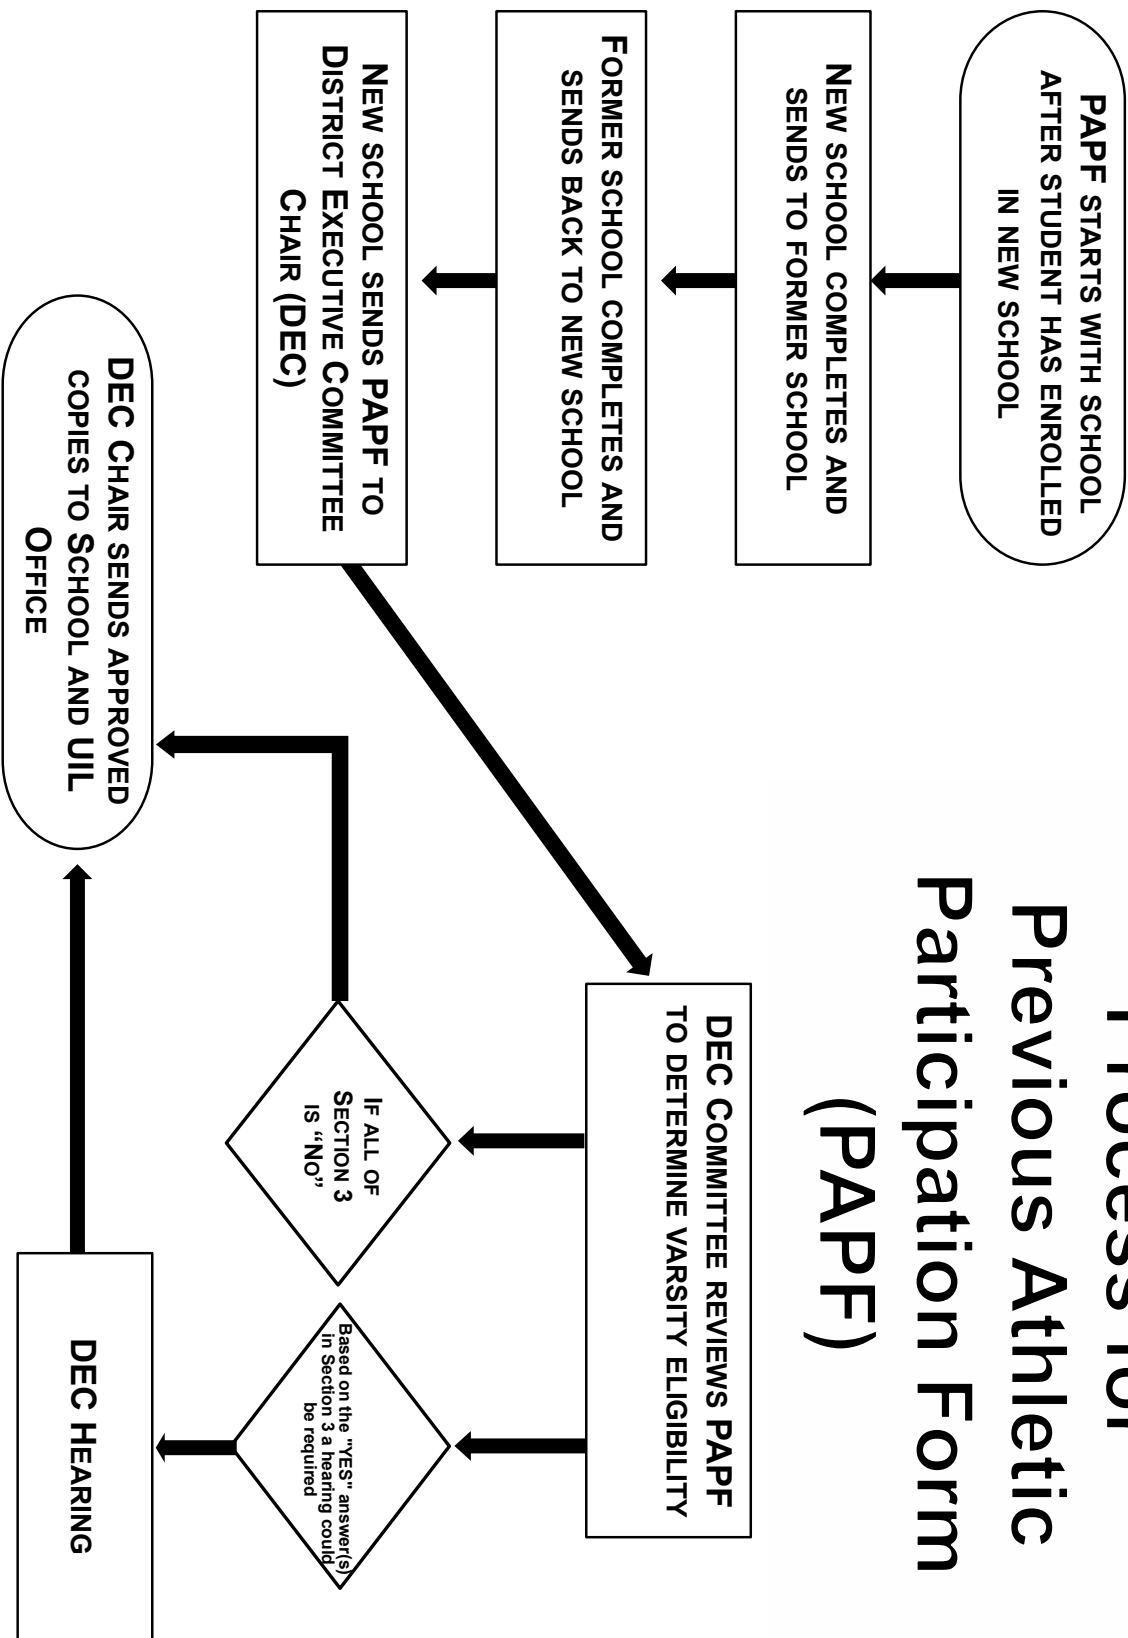 Process for
Previous Athletic
Participation Form
(PAPF)
PAPF STARTS WITH SCHOOL
AFTER STUDENT HAS ENROLLED
IN NEW SCHOOL
NEW SCHOOL COMPLETES AND
SENDS TO FORMER SCHOOL
FORMER SCHOOL COMPLETES AND
SENDS BACK TO NEW SCHOOL
NEW SCHOOL SENDS PAPF TO
DISTRICT EXECUTIVE COMMITTEE
CHAIR (DEC)
DEC COMMITTEE REVIEWS PAPF
TO DETERMINE VARSITY ELIGIBILITY
IF ALL OF
SECTION 3
IS “NO”
Based on the "YES" answer(s)
in Section 3 a hearing could
be required
DEC CHAIR SENDS APPROVED
COPIES TO SCHOOL AND UIL
OFFICE
DEC HEARING